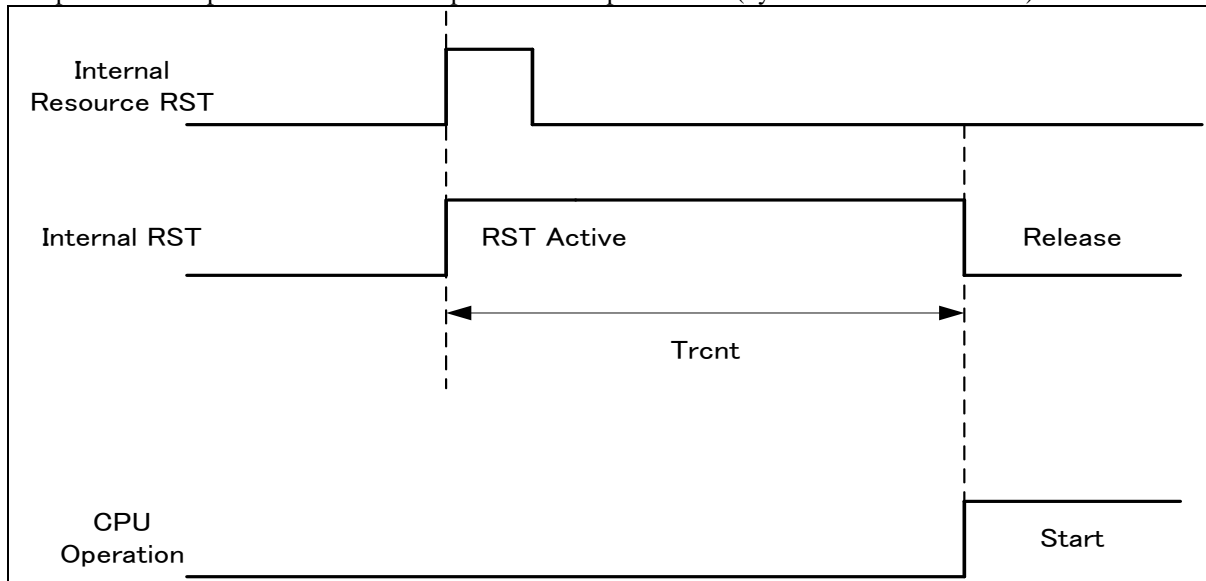 Internal
Resource RST
Internal RST
RST Active
Release
Trcnt
CPU
Operation
Start